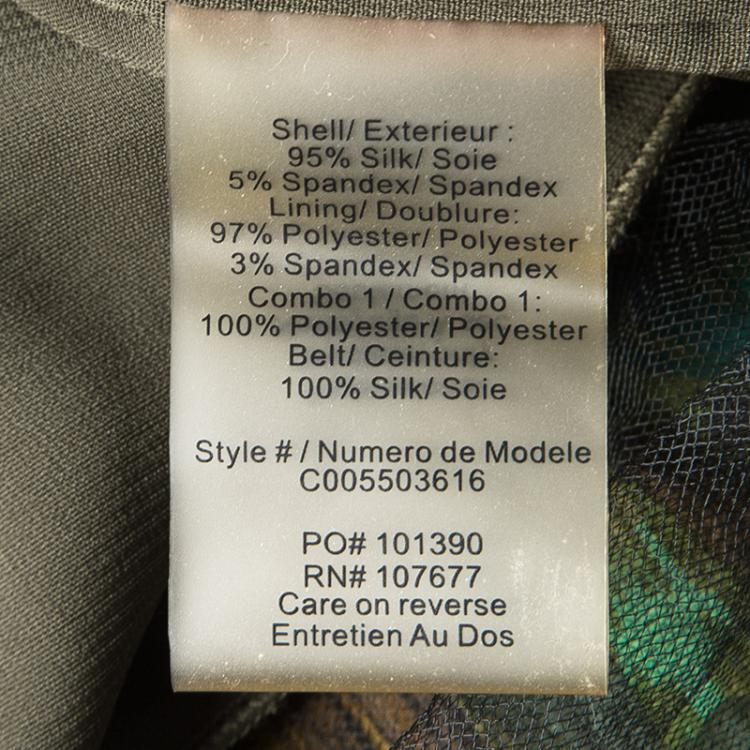 Shell/ Exterieur :
95% Silk/ Soie
5% Spandex/ Spandex
Lining/ Doublure:
97% Polyester/ Polyester
3% Spandex/ Spandex
Combo 1 / Combo 1:
100% Polyester/ Polyester
Belt/ Ceinture:
100% Silk/ Soie
Style # / Numero de Modele
C005503616
PO# 101390
RN# 107677
Care on reverse
Entretien Au Dos